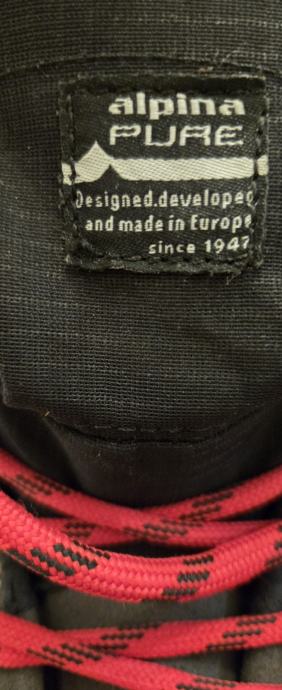 alpina
PURE
Designed.developed
and made in Europe
since 1947